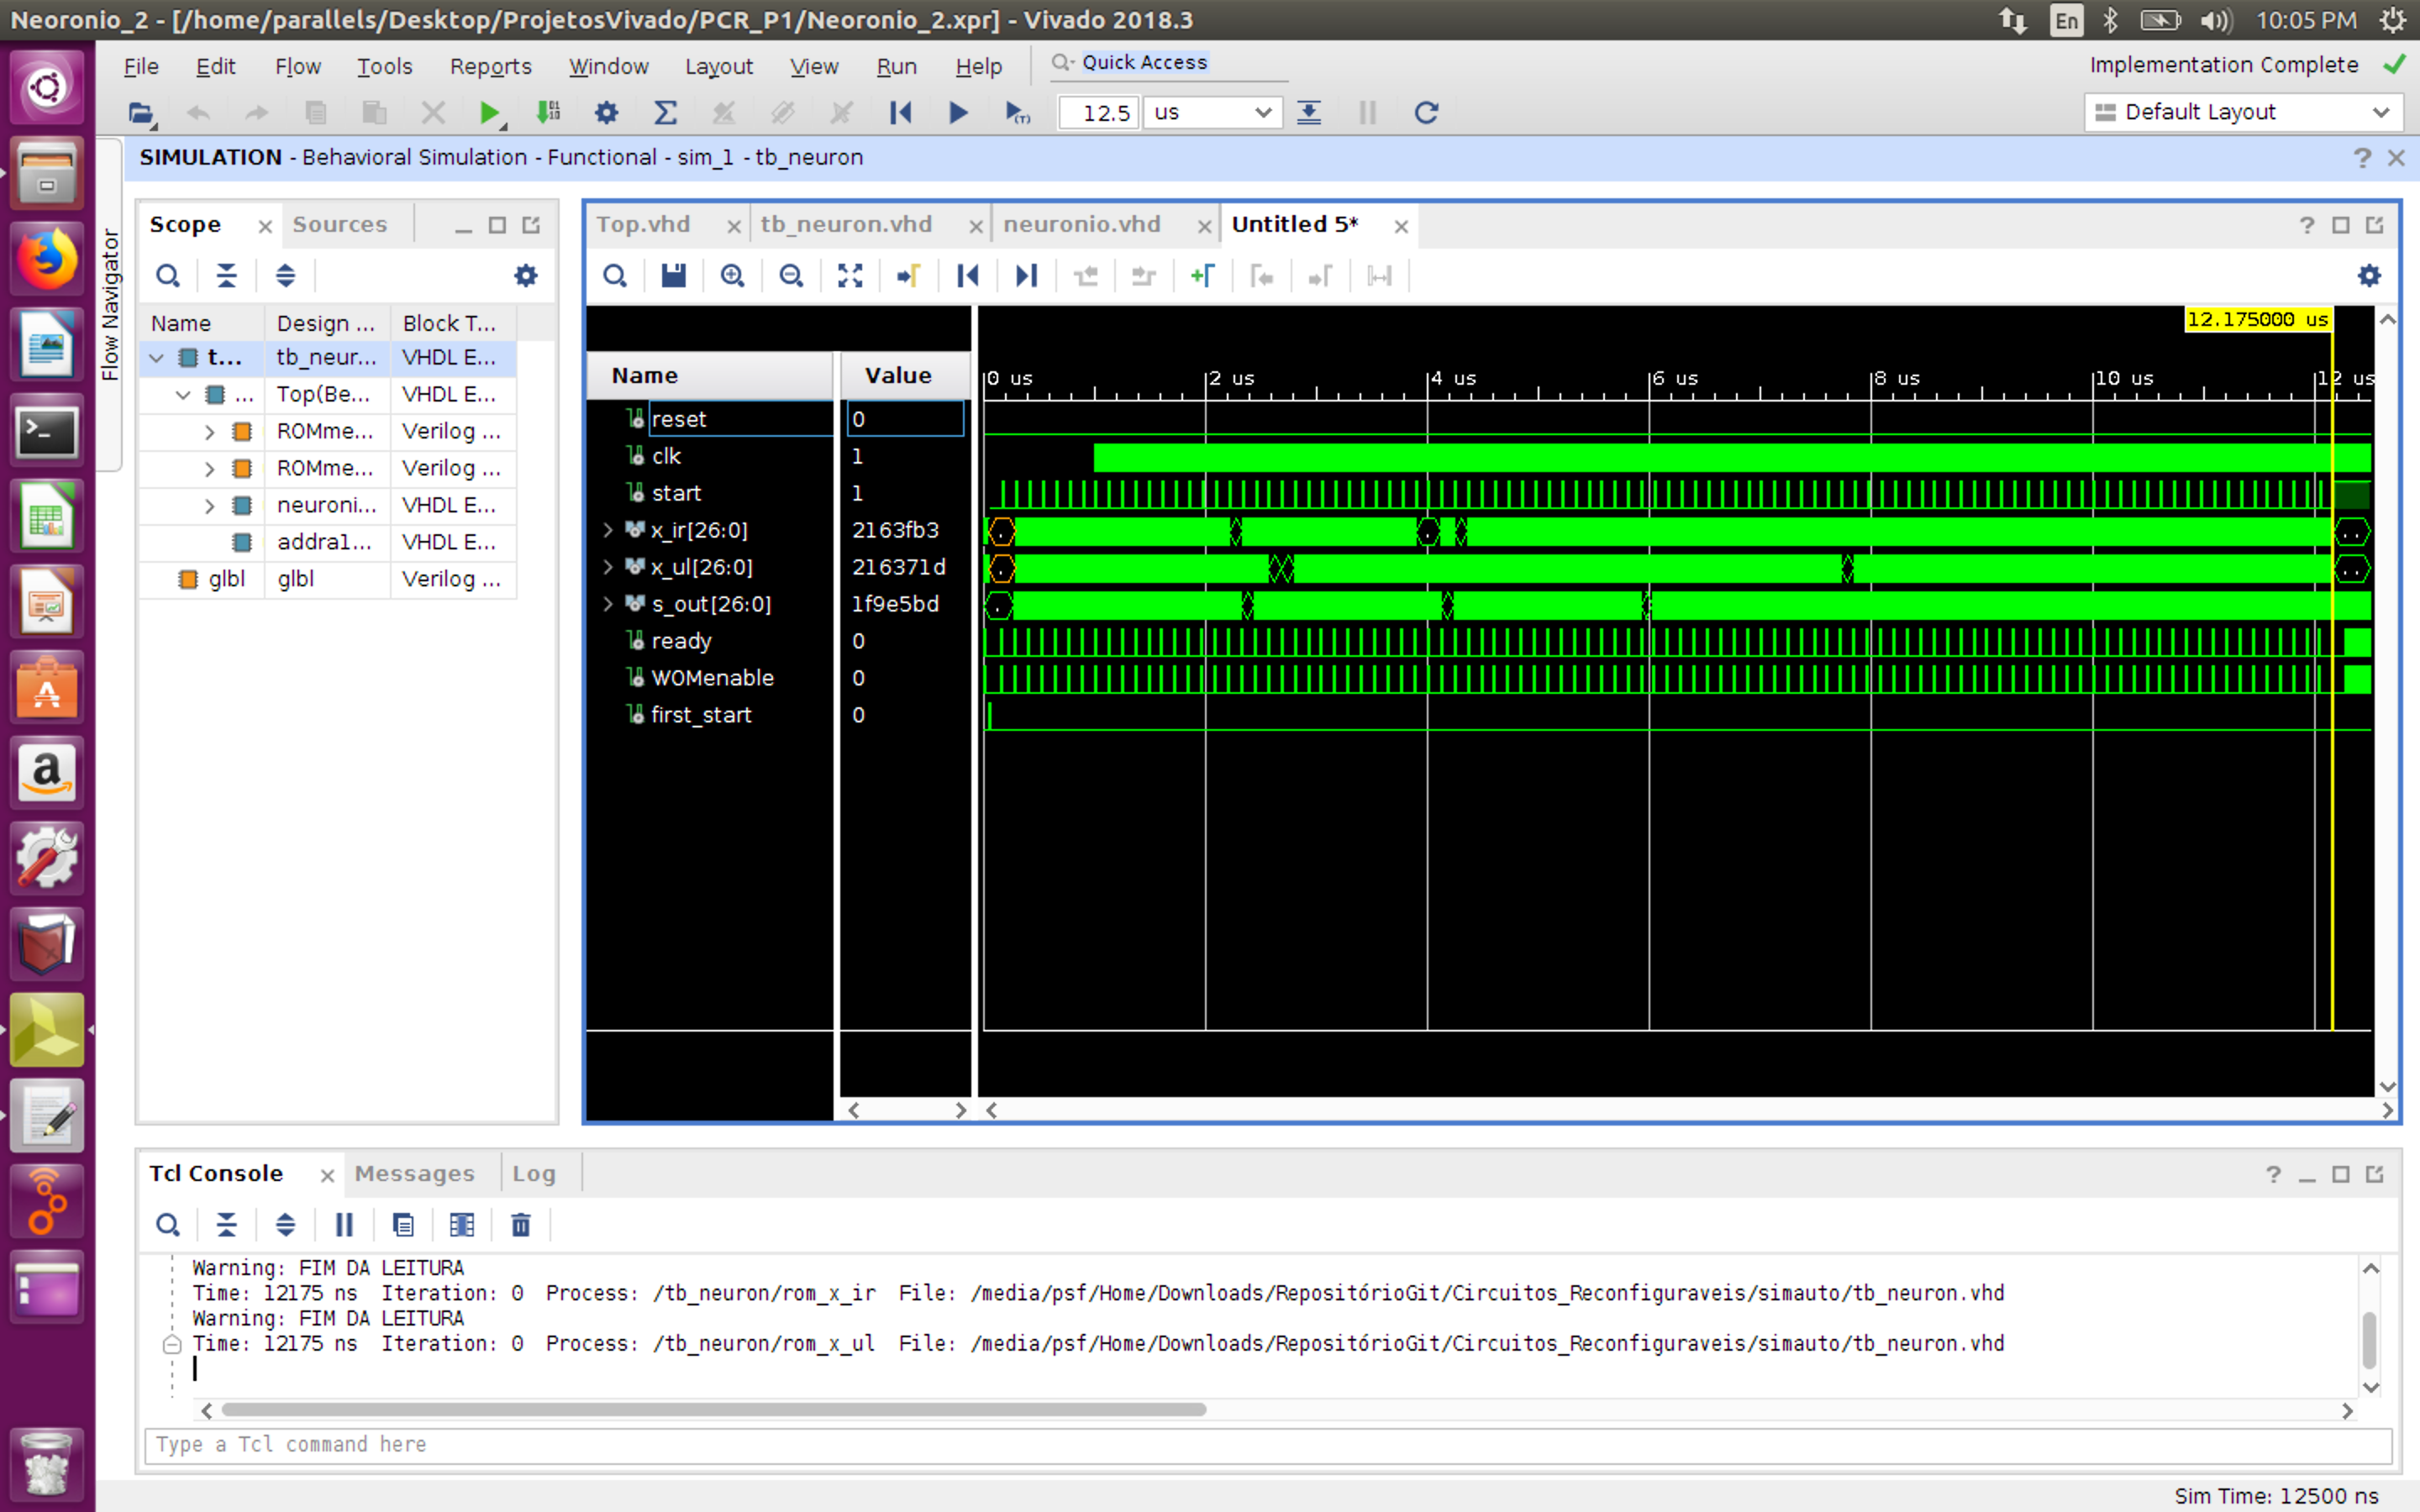 Neoronio_2 - [/home/parallels/Desktop/ProjetosVivado/PCR_P1/Neoronio_2.xpr] - Vivado 2018.3
En
10:05 PM
File Edit Flow Tools Reports Window Layout View Run Help
Quick Access
Implementation Complete
12.5 us
Default Layout
SIMULATION - Behavioral Simulation - Functional - sim_1 - tb_neuron
Flow Navigator
Scope Sources
Name Design ... Block T...
t... tb_neur... VHDL E...
... Top(Be... VHDL E...
ROMme... Verilog ...
ROMme... Verilog ...
neuroni... VHDL E...
addra1... VHDL E...
glbl glbl Verilog ...
Top.vhd tb_neuron.vhd neuronio.vhd Untitled 5*
12.175000 us
Name Value
0 us 2 us 4 us 6 us 8 us 10 us 12 us
reset 0
clk 1
start 1
x_ir[26:0] 2163fb3
x_ul[26:0] 216371d
s_out[26:0] 1f9e5bd
ready 0
WOMenable 0
first_start 0
Tcl Console Messages Log
Warning: FIM DA LEITURA
Time: 12175 ns Iteration: 0 Process: /tb_neuron/rom_x_ir File: /media/psf/Home/Downloads/RepositórioGit/Circuitos_Reconfiguraveis/simauto/tb_neuron.vhd
Warning: FIM DA LEITURA
Time: 12175 ns Iteration: 0 Process: /tb_neuron/rom_x_ul File: /media/psf/Home/Downloads/RepositórioGit/Circuitos_Reconfiguraveis/simauto/tb_neuron.vhd
Type a Tcl command here
Sim Time: 12500 ns